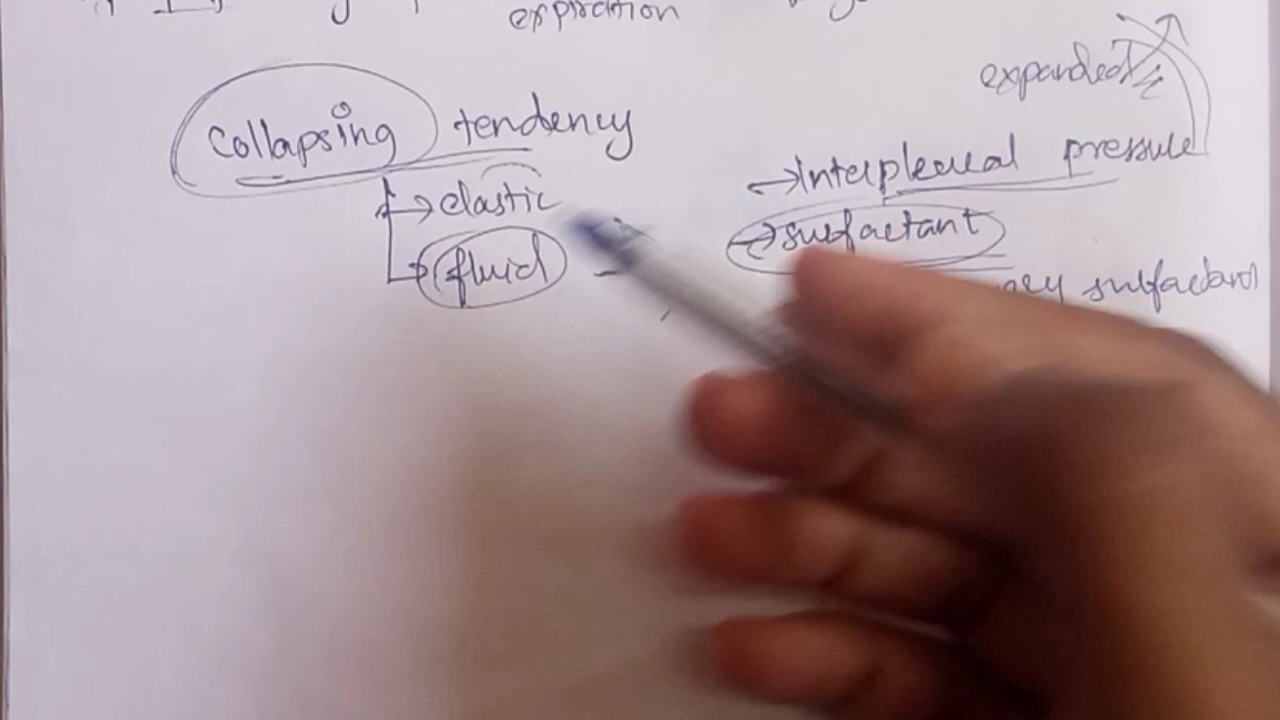 expiration
expanded
Collapsing tendency
→Interpleural pressure
→elastic
→surfactant
→fluid
surfactant